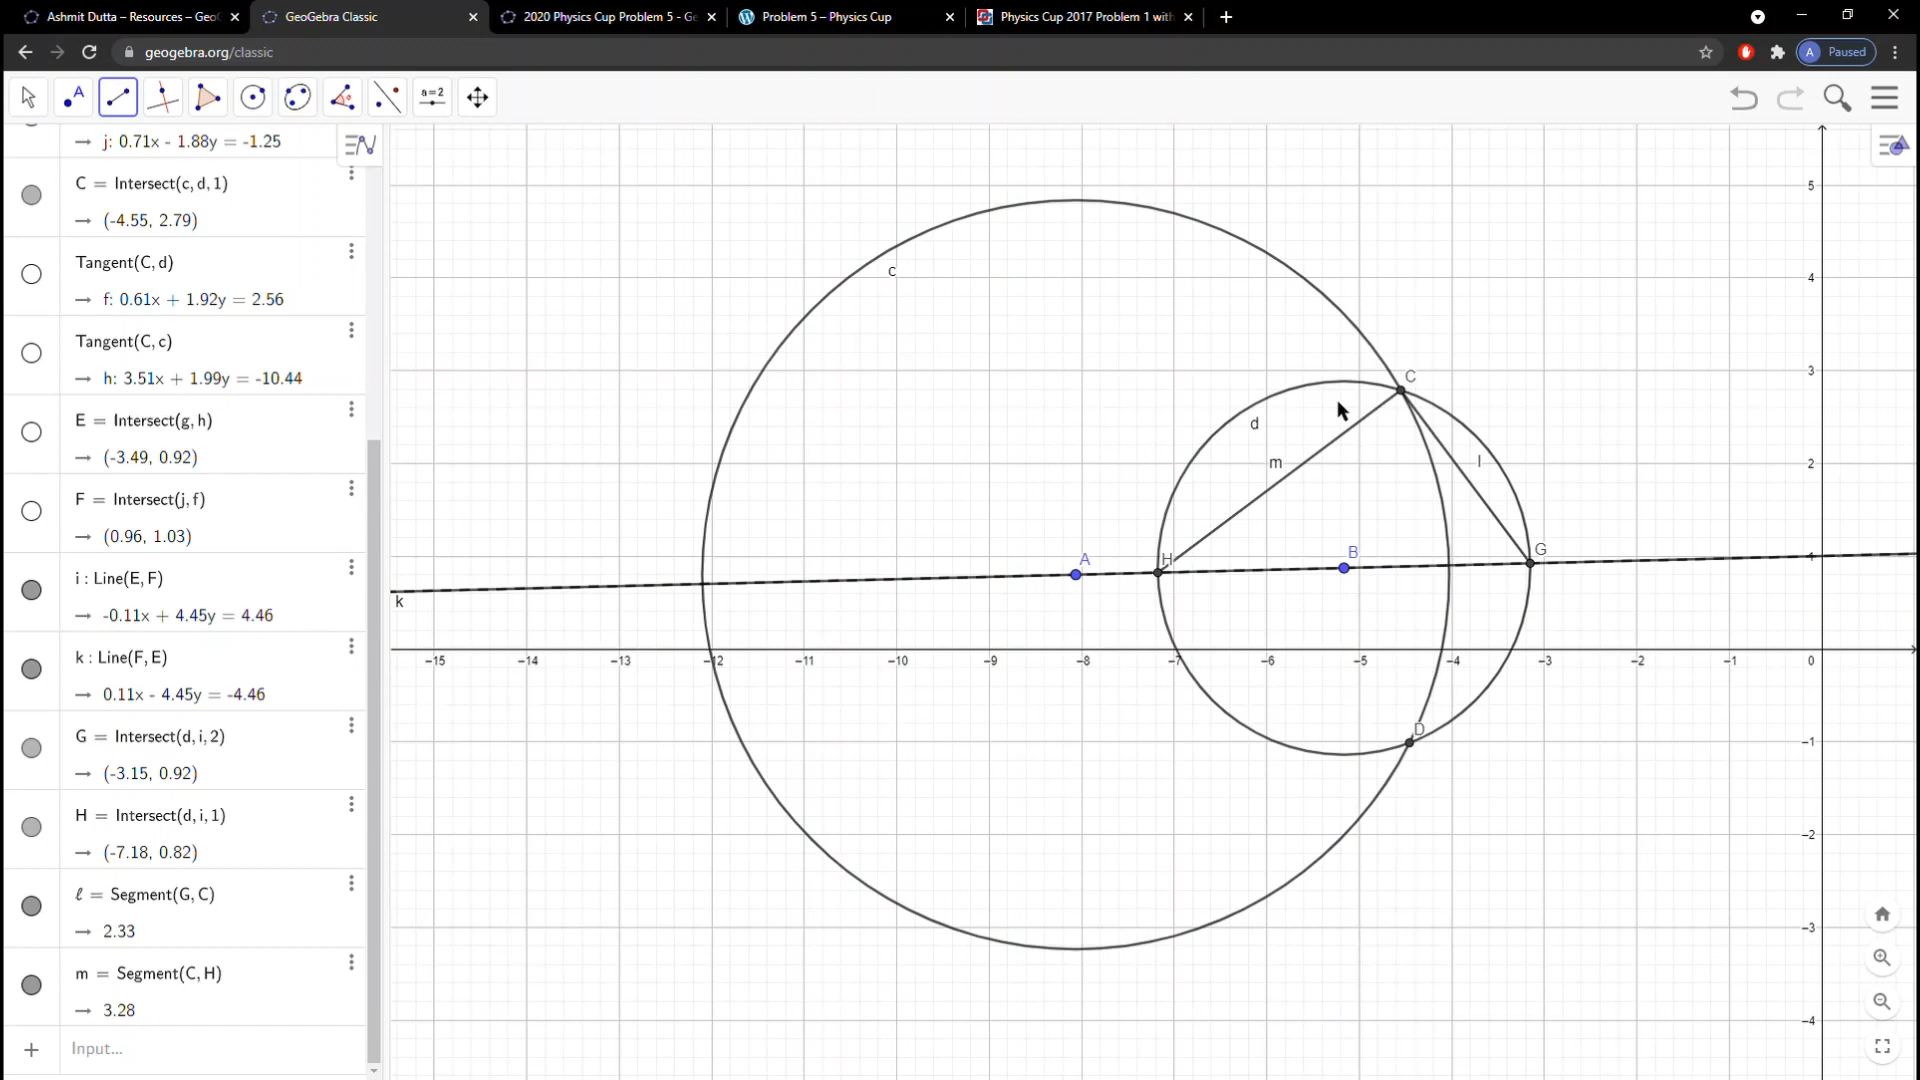 Ashmit Dutta – Resources – GeoG
GeoGebra Classic
2020 Physics Cup Problem 5 - Ge
Problem 5 – Physics Cup
Physics Cup 2017 Problem 1 with
geogebra.org/classic
A Paused
A
a=2
→ j: 0.71x - 1.88y = -1.25
C = Intersect(c, d, 1)
→ (-4.55, 2.79)
Tangent(C, d)
→ f: 0.61x + 1.92y = 2.56
Tangent(C, c)
→ h: 3.51x + 1.99y = -10.44
E = Intersect(g, h)
→ (-3.49, 0.92)
F = Intersect(j, f)
→ (0.96, 1.03)
i : Line(E, F)
→ -0.11x + 4.45y = 4.46
k : Line(F, E)
→ 0.11x - 4.45y = -4.46
G = Intersect(d, i, 2)
→ (-3.15, 0.92)
H = Intersect(d, i, 1)
→ (-7.18, 0.82)
ℓ = Segment(G, C)
→ 2.33
m = Segment(C, H)
→ 3.28
+ Input...
5
c
4
C
3
d
m
l
2
A
H
B
G
1
k
-15 -14 -13 -12 -11 -10 -9 -8 -7 -6 -5 -4 -3 -2 -1 0
D
-1
-2
-3
-4